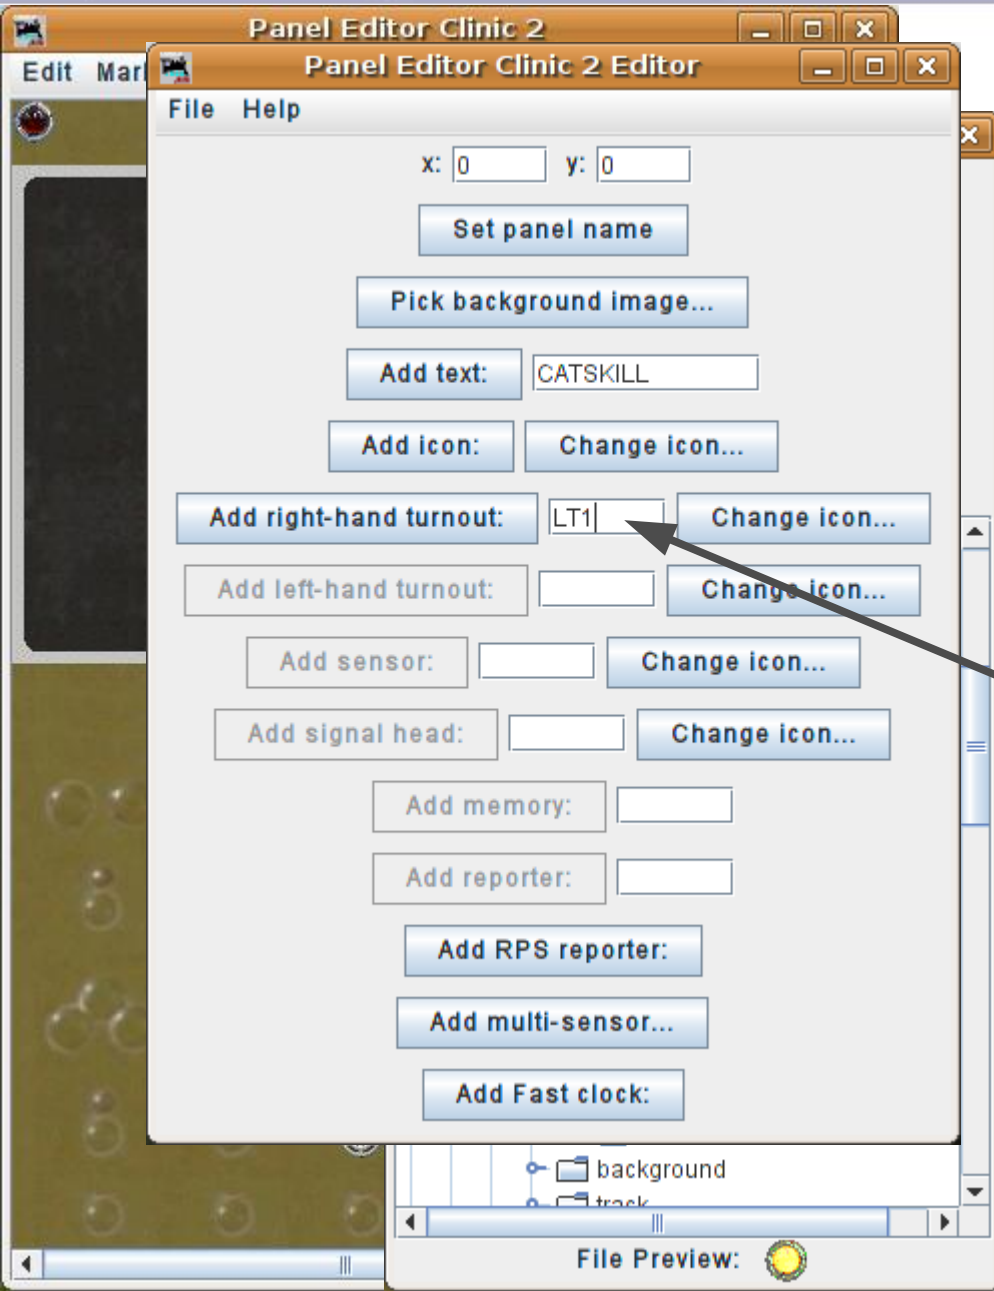 Panel Editor Clinic 2
Edit
Panel Editor Clinic 2 Editor
File Help
x: 0 y: 0
Set panel name
Pick background image...
Add text: CATSKILL
Add icon: Change icon...
Add right-hand turnout: LT1 Change icon...
Add left-hand turnout: Change icon...
Add sensor: Change icon...
Add signal head: Change icon...
Add memory:
Add reporter:
Add RPS reporter:
Add multi-sensor...
Add Fast clock:
background
track
File Preview: